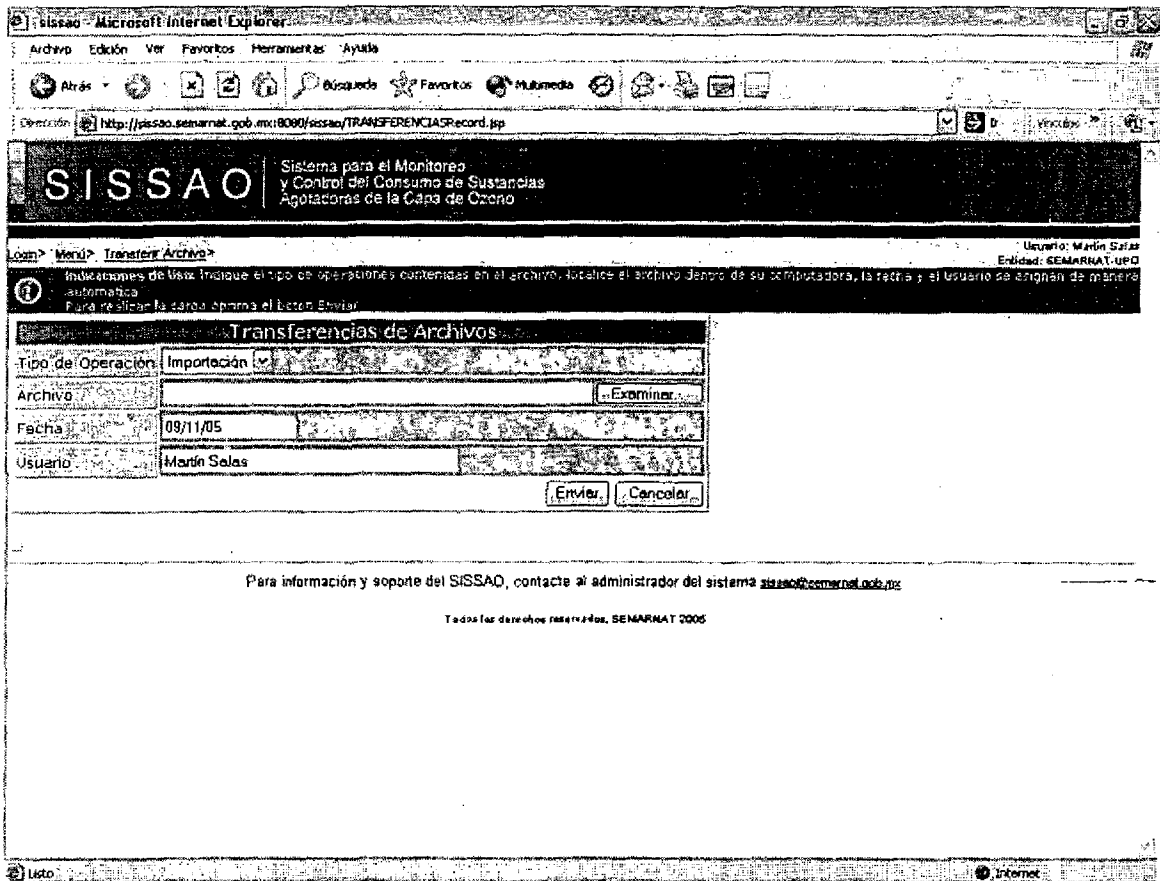 sissao - Microsoft Internet Explorer
Archivo Edición Ver Favoritos Herramientas Ayuda
Atrás Búsqueda Favoritos Multimedia
Dirección http://sissao.semarnat.gob.mx:8080/sissao/TRANSFERENCIASRecord.jsp Vínculos
SISSAO
Sistema para el Monitoreo
y Control del Consumo de Sustancias
Agotadoras de la Capa de Ozono
Login> Menú> Transferir Archivo>
Usuario: Martín Salas
Entidad: SEMARNAT-UPO
Indique el tipo de operaciones contenidas en el archivo, localice el archivo dentro de su computadora, la fecha y el usuario se asignan de manera
automatica
Para realizar la carga oprima el boton Enviar
Transferencias de Archivos
Tipo de Operación Importación
Archivo Examinar...
Fecha 09/11/05
Usuario Martín Salas
Enviar Cancelar
Para información y soporte del SISSAO, contacte al administrador del sistema sissao@semarnat.gob.mx
Todos los derechos reservados, SEMARNAT 2005
Listo Internet